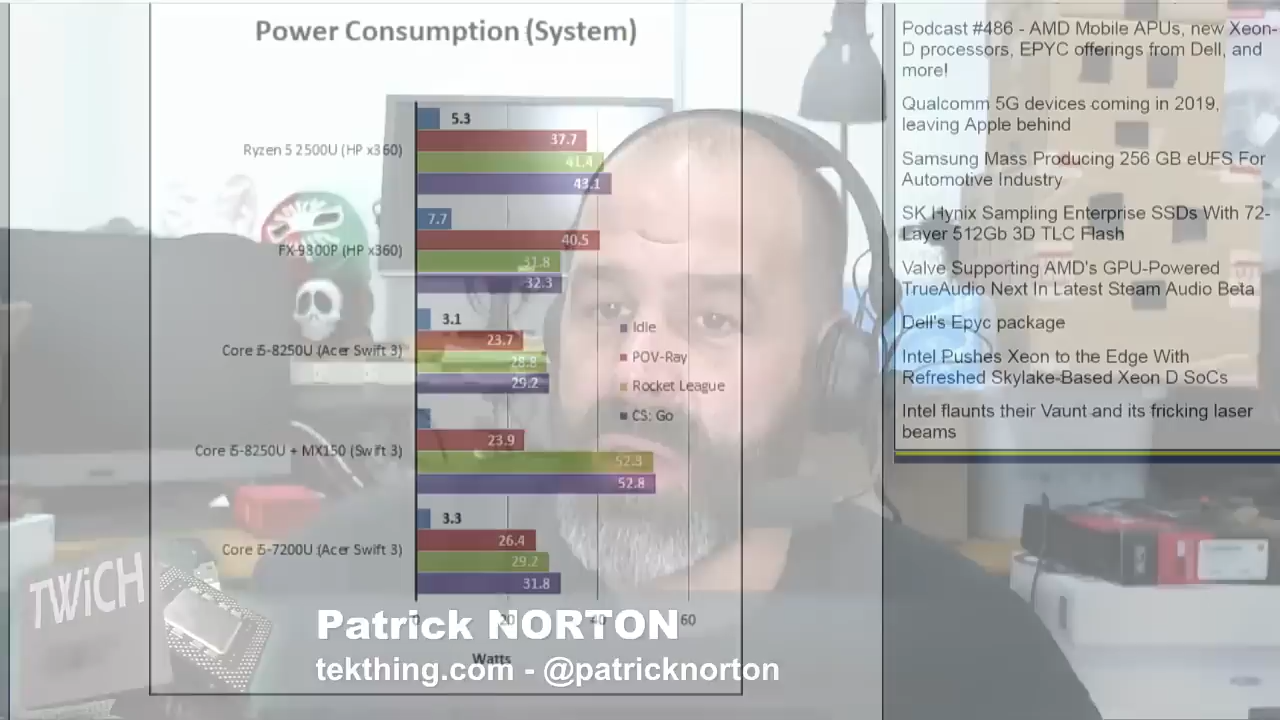 Power Consumption (System)
5.3
37.7
Ryzen 5 2500U (HP x360)
41.4
43.1
7.7
40.5
FX-9800P (HP x360)
31.8
32.3
3.1
23.7
Core i5-8250U (Acer Swift 3)
28.8
29.2
23.9
Core i5-8250U + MX150 (Swift 3)
52.3
52.8
3.3
26.4
Core i5-7200U (Acer Swift 3)
29.2
31.8
Idle
POV-Ray
Rocket League
CS: Go
0 20 40 60
Watts
Podcast #486 - AMD Mobile APUs, new Xeon-
D processors, EPYC offerings from Dell, and
more!
Qualcomm 5G devices coming in 2019,
leaving Apple behind
Samsung Mass Producing 256 GB eUFS For
Automotive Industry
SK Hynix Sampling Enterprise SSDs With 72-
Layer 512Gb 3D TLC Flash
Valve Supporting AMD's GPU-Powered
TrueAudio Next In Latest Steam Audio Beta
Dell's Epyc package
Intel Pushes Xeon to the Edge With
Refreshed Skylake-Based Xeon D SoCs
Intel flaunts their Vaunt and its fricking laser
beams
TWiCH
Patrick NORTON
tekthing.com - @patricknorton